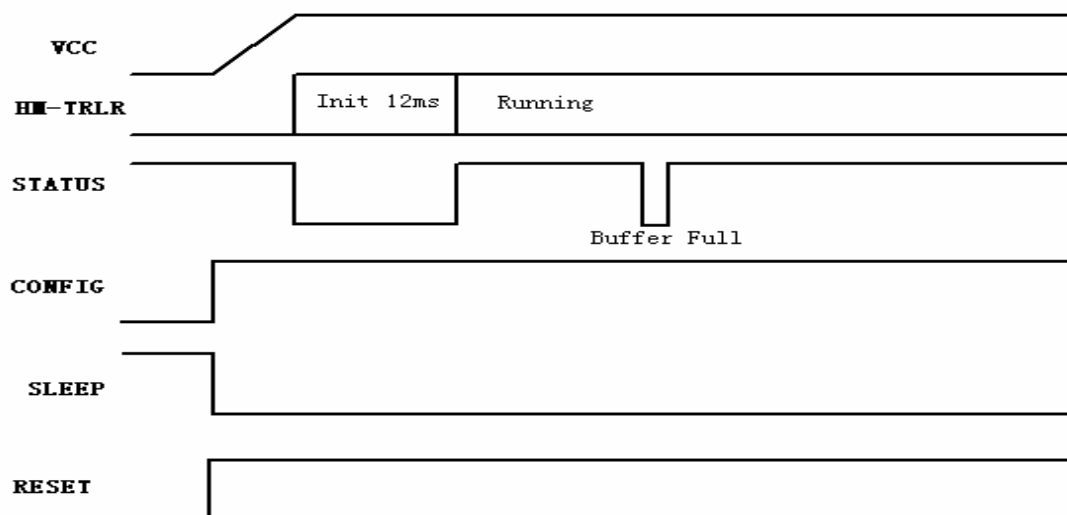 VCC
HM-TRLR
Init 12ms
Running
STATUS
Buffer Full
CONFIG
SLEEP
RESET